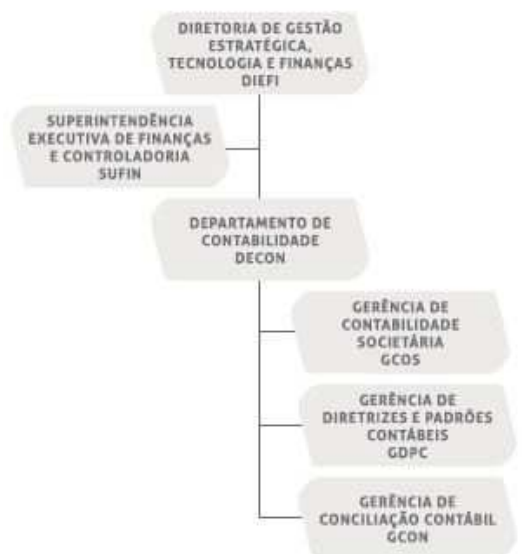 DIRETORIA DE GESTÃO
ESTRATÉGICA,
TECNOLOGIA E FINANÇAS
DIEFI
SUPERINTENDÊNCIA
EXECUTIVA DE FINANÇAS
E CONTROLADORIA
SUFIN
DEPARTAMENTO DE
CONTABILIDADE
DECON
GERÊNCIA DE
CONTABILIDADE
SOCIETÁRIA
GCOS
GERÊNCIA DE
DIRETRIZES E PADRÕES
CONTÁBEIS
GDPC
GERÊNCIA DE
CONCILIAÇÃO CONTÁBIL
GCON